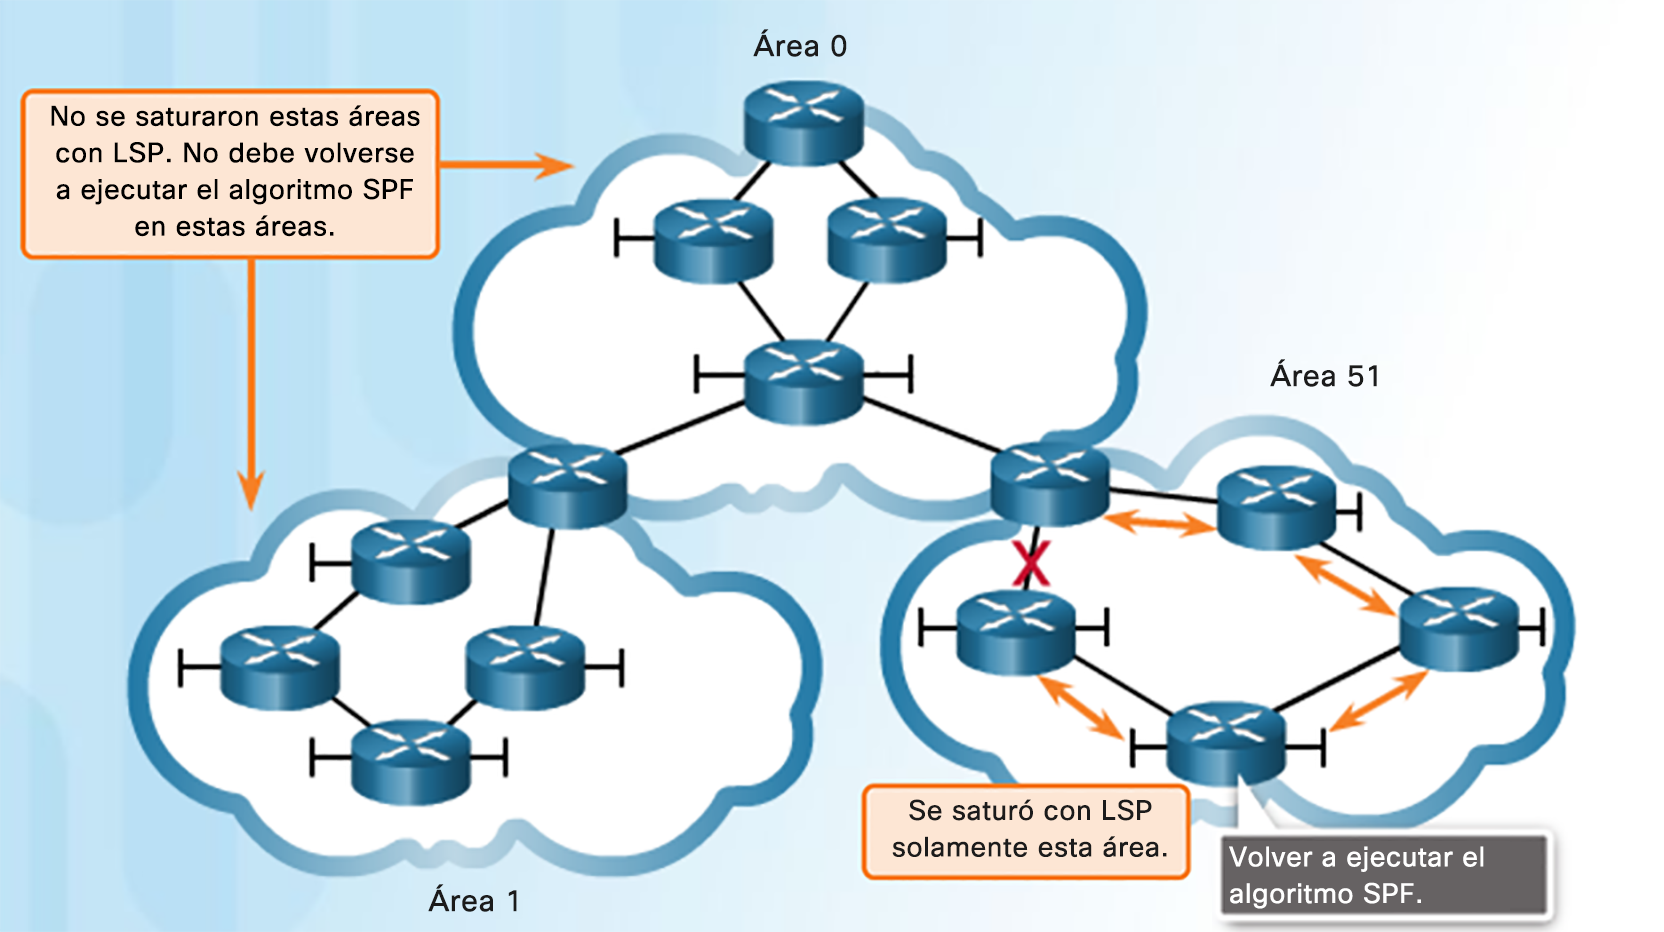 Área 0
No se saturaron estas áreas
con LSP. No debe volverse
a ejecutar el algoritmo SPF
en estas áreas.
Área 51
X
Se saturó con LSP
solamente esta área.
Volver a ejecutar el
algoritmo SPF.
Área 1